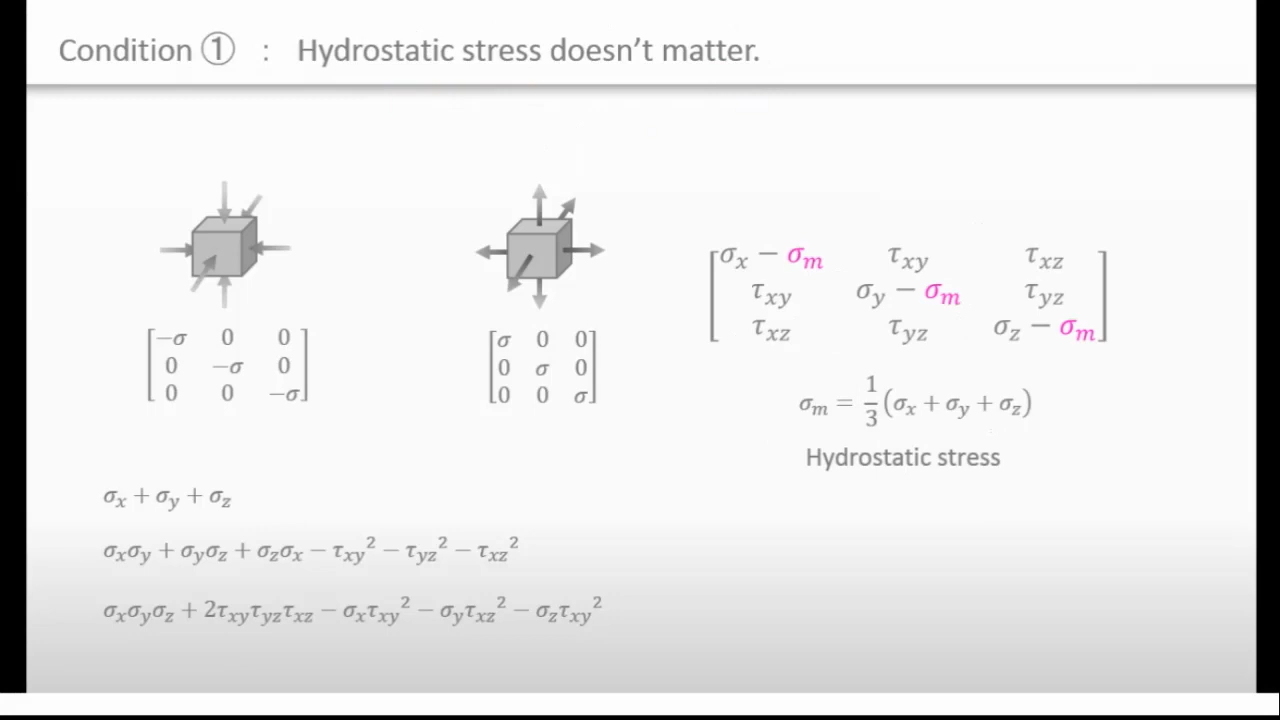 Condition ① : Hydrostatic stress doesn’t matter.
[−σ 0 0]
[0 −σ 0]
[0 0 −σ]
[σ 0 0]
[0 σ 0]
[0 0 σ]
[σx − σm τxy τxz]
[τxy σy − σm τyz]
[τxz τyz σz − σm]
σm = 1/3 (σx + σy + σz)
Hydrostatic stress
σx + σy + σz
σxσy + σyσz + σzσx − τxy² − τyz² − τxz²
σxσyσz + 2τxyτyzτxz − σxτxy² − σyτxz² − σzτxy²